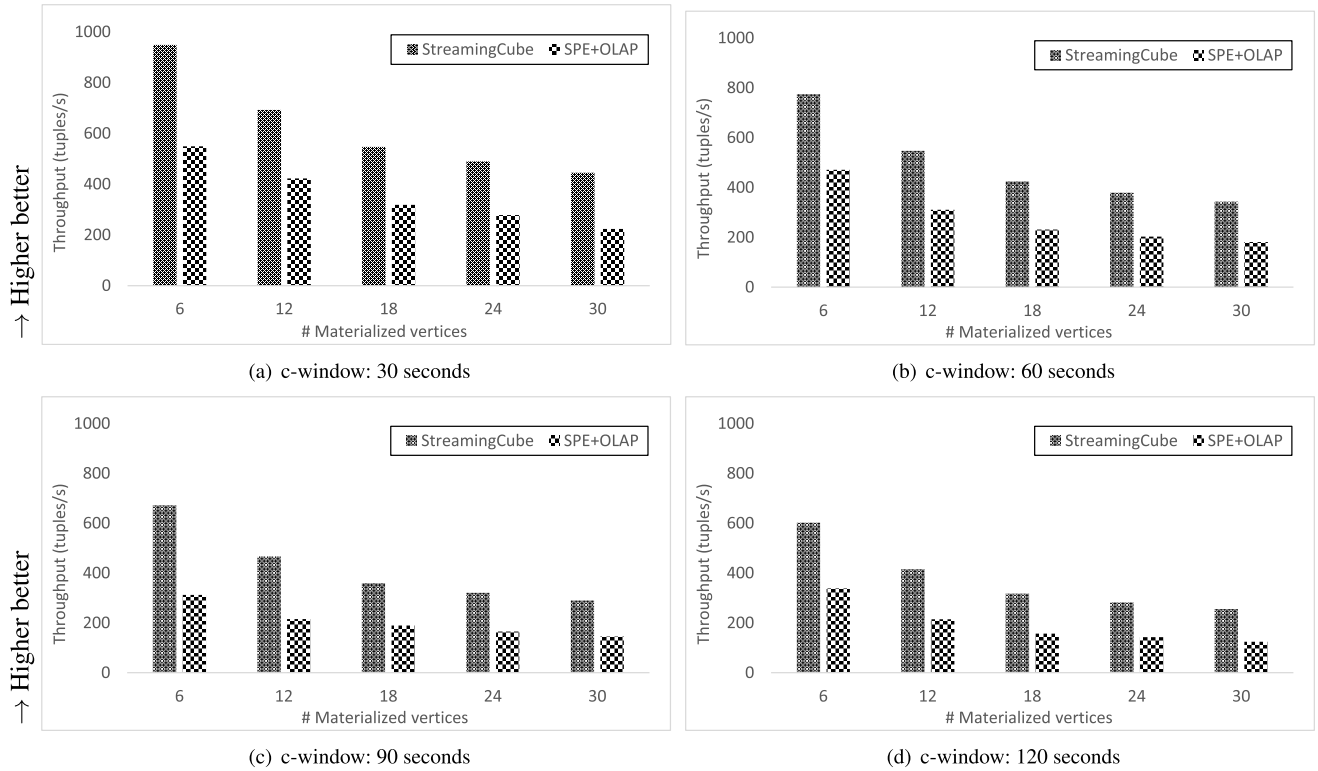 → Higher better
Throughput (tuples/s)
1000
800
600
400
200
0
StreamingCube SPE+OLAP
6 12 18 24 30
# Materialized vertices
(a) c-window: 30 seconds
Throughput (tuples/s)
1000
800
600
400
200
0
StreamingCube SPE+OLAP
6 12 18 24 30
# Materialized vertices
(b) c-window: 60 seconds
→ Higher better
Throughput (tuples/s)
1000
800
600
400
200
0
StreamingCube SPE+OLAP
6 12 18 24 30
# Materialized vertices
(c) c-window: 90 seconds
Throughput (tuples/s)
1000
800
600
400
200
0
StreamingCube SPE+OLAP
6 12 18 24 30
# Materialized vertices
(d) c-window: 120 seconds